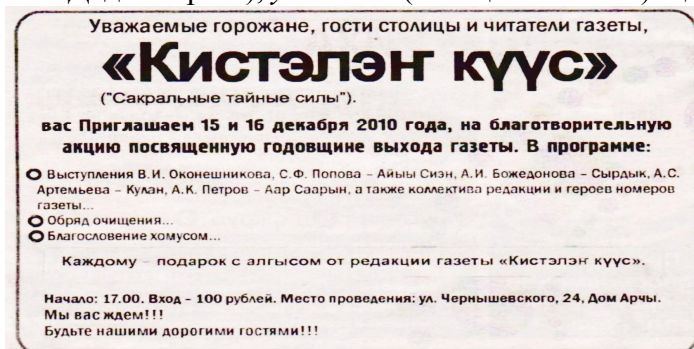 Уважаемые горожане, гости столицы и читатели газеты,
«Кистэлэҥ күүс»
("Сакральные тайные силы").
вас Приглашаем 15 и 16 декабря 2010 года, на благотворительную
акцию посвященную годовщине выхода газеты. В программе:
Выступления В.И. Оконешникова, С.Ф. Попова – Айыы Сиэн, А.И. Божедонова – Сырдык, А.С.
Артемьева – Кулан, А.К. Петров – Аар Саарын, а также коллектива редакции и героев номеров
газеты...
Обряд очищения...
Благословение хомусом...
Каждому – подарок с алгысом от редакции газеты «Кистэлэҥ күүс».
Начало: 17.00. Вход – 100 рублей. Место проведения: ул. Чернышевского, 24, Дом Арчы.
Мы вас ждем!!!
Будьте нашими дорогими гостями!!!